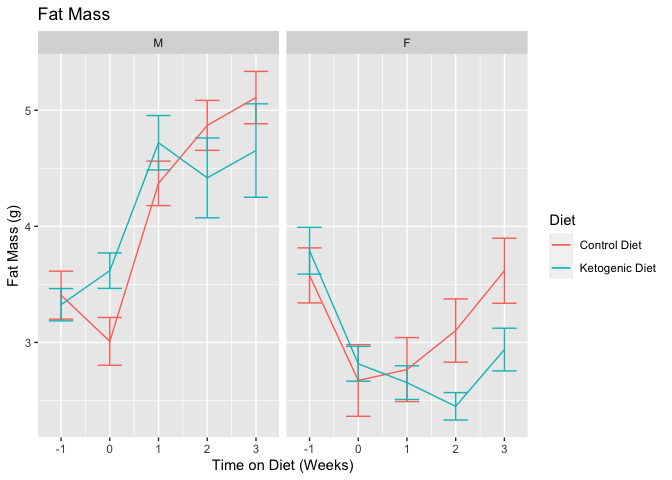 Fat Mass
M
F
5
4
3
Fat Mass (g)
-1 0 1 2 3
-1 0 1 2 3
Time on Diet (Weeks)
Diet
Control Diet
Ketogenic Diet